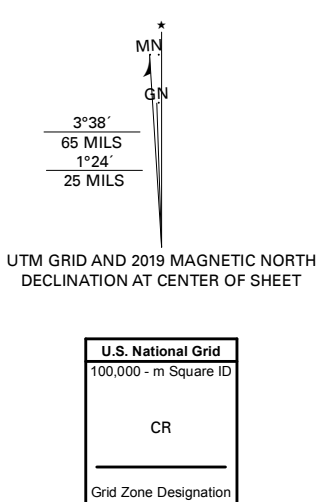 ★
MN
GN
3°38´
65 MILS
1°24´
25 MILS
UTM GRID AND 2019 MAGNETIC NORTH
DECLINATION AT CENTER OF SHEET
U.S. National Grid
100,000 - m Square ID
CR
Grid Zone Designation